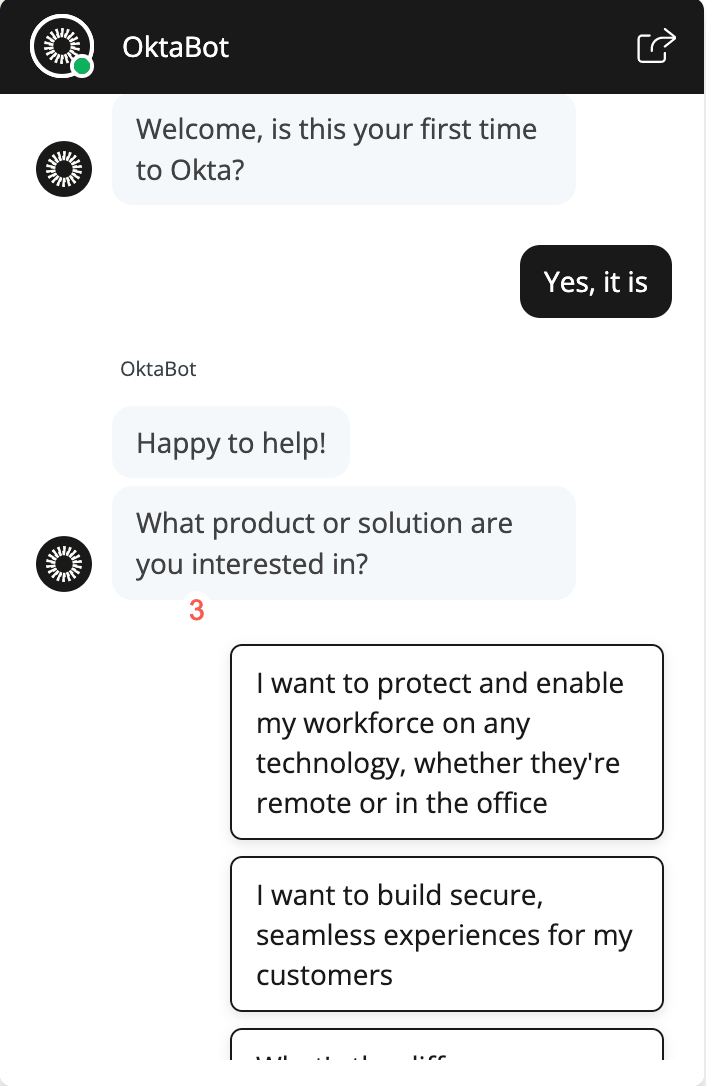 OktaBot
Welcome, is this your first time
to Okta?
Yes, it is
OktaBot
Happy to help!
What product or solution are
you interested in?
3
I want to protect and enable
my workforce on any
technology, whether they're
remote or in the office
I want to build secure,
seamless experiences for my
customers
What's the